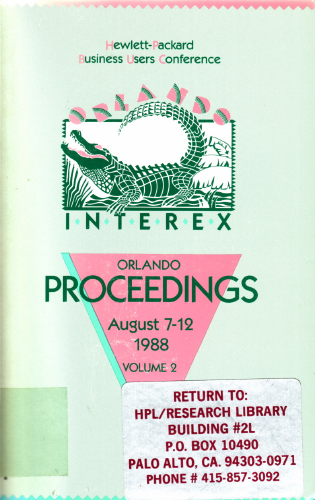 Hewlett-Packard
Business Users Conference
ORLANDO
INTEREX
ORLANDO
PROCEEDINGS
August 7-12
1988
VOLUME 2
RETURN TO:
HPL/RESEARCH LIBRARY
BUILDING #2L
P.O. BOX 10490
PALO ALTO, CA. 94303-0971
PHONE # 415-857-3092